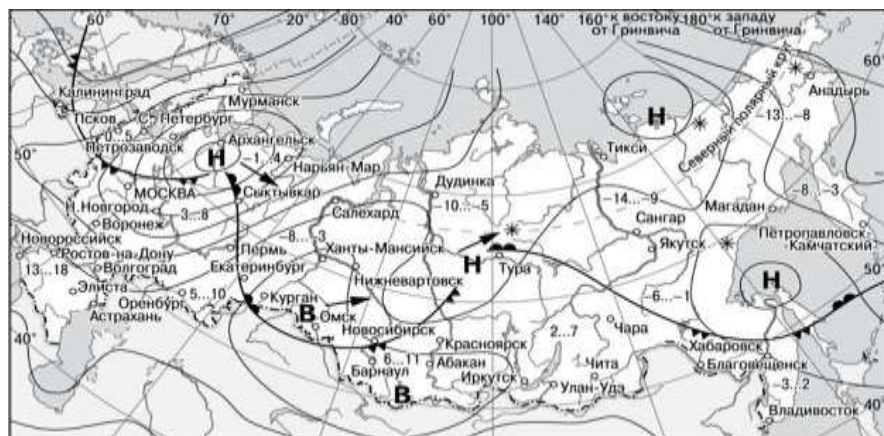 60° 70° -20° -80° 40° 60° 100° 140° 160° к востоку -180° к западу
от Гринвича от Гринвича
60°
Северный полярный круг
Калининград
Мурманск
Анадырь
Псков С-Петербург
0...5
Петрозаводск
Архангельск
Н
-1...4
Нарьян-Мар
Н
-13...-8
50°
Тикси
МОСКВА
Сыктывкар
Дудинка
-10...-5
-14...-9
-8...-3
Н.Новгород
3...8
Салехард
Сангар
Магадан
Воронеж
-8...-3
Ханты-Мансийск
Якутск
Петропавловск-
Камчатский
Новороссийск
Пермь
Н
Тура
50°
Ростов-на-Дону
Екатеринбург
Н
13...18
Волгоград
Нижневартовск
-6...-1
Элиста
5...10
Курган
Оренбург
В
Омск
Астрахань
Новосибирск
2...7
Чара
40°
Хабаровск
6...11
Красноярск
Барнаул
Абакан
Чита
Благовещенск
В
Иркутск
Улан-Удэ
-3...2
40°
Владивосток